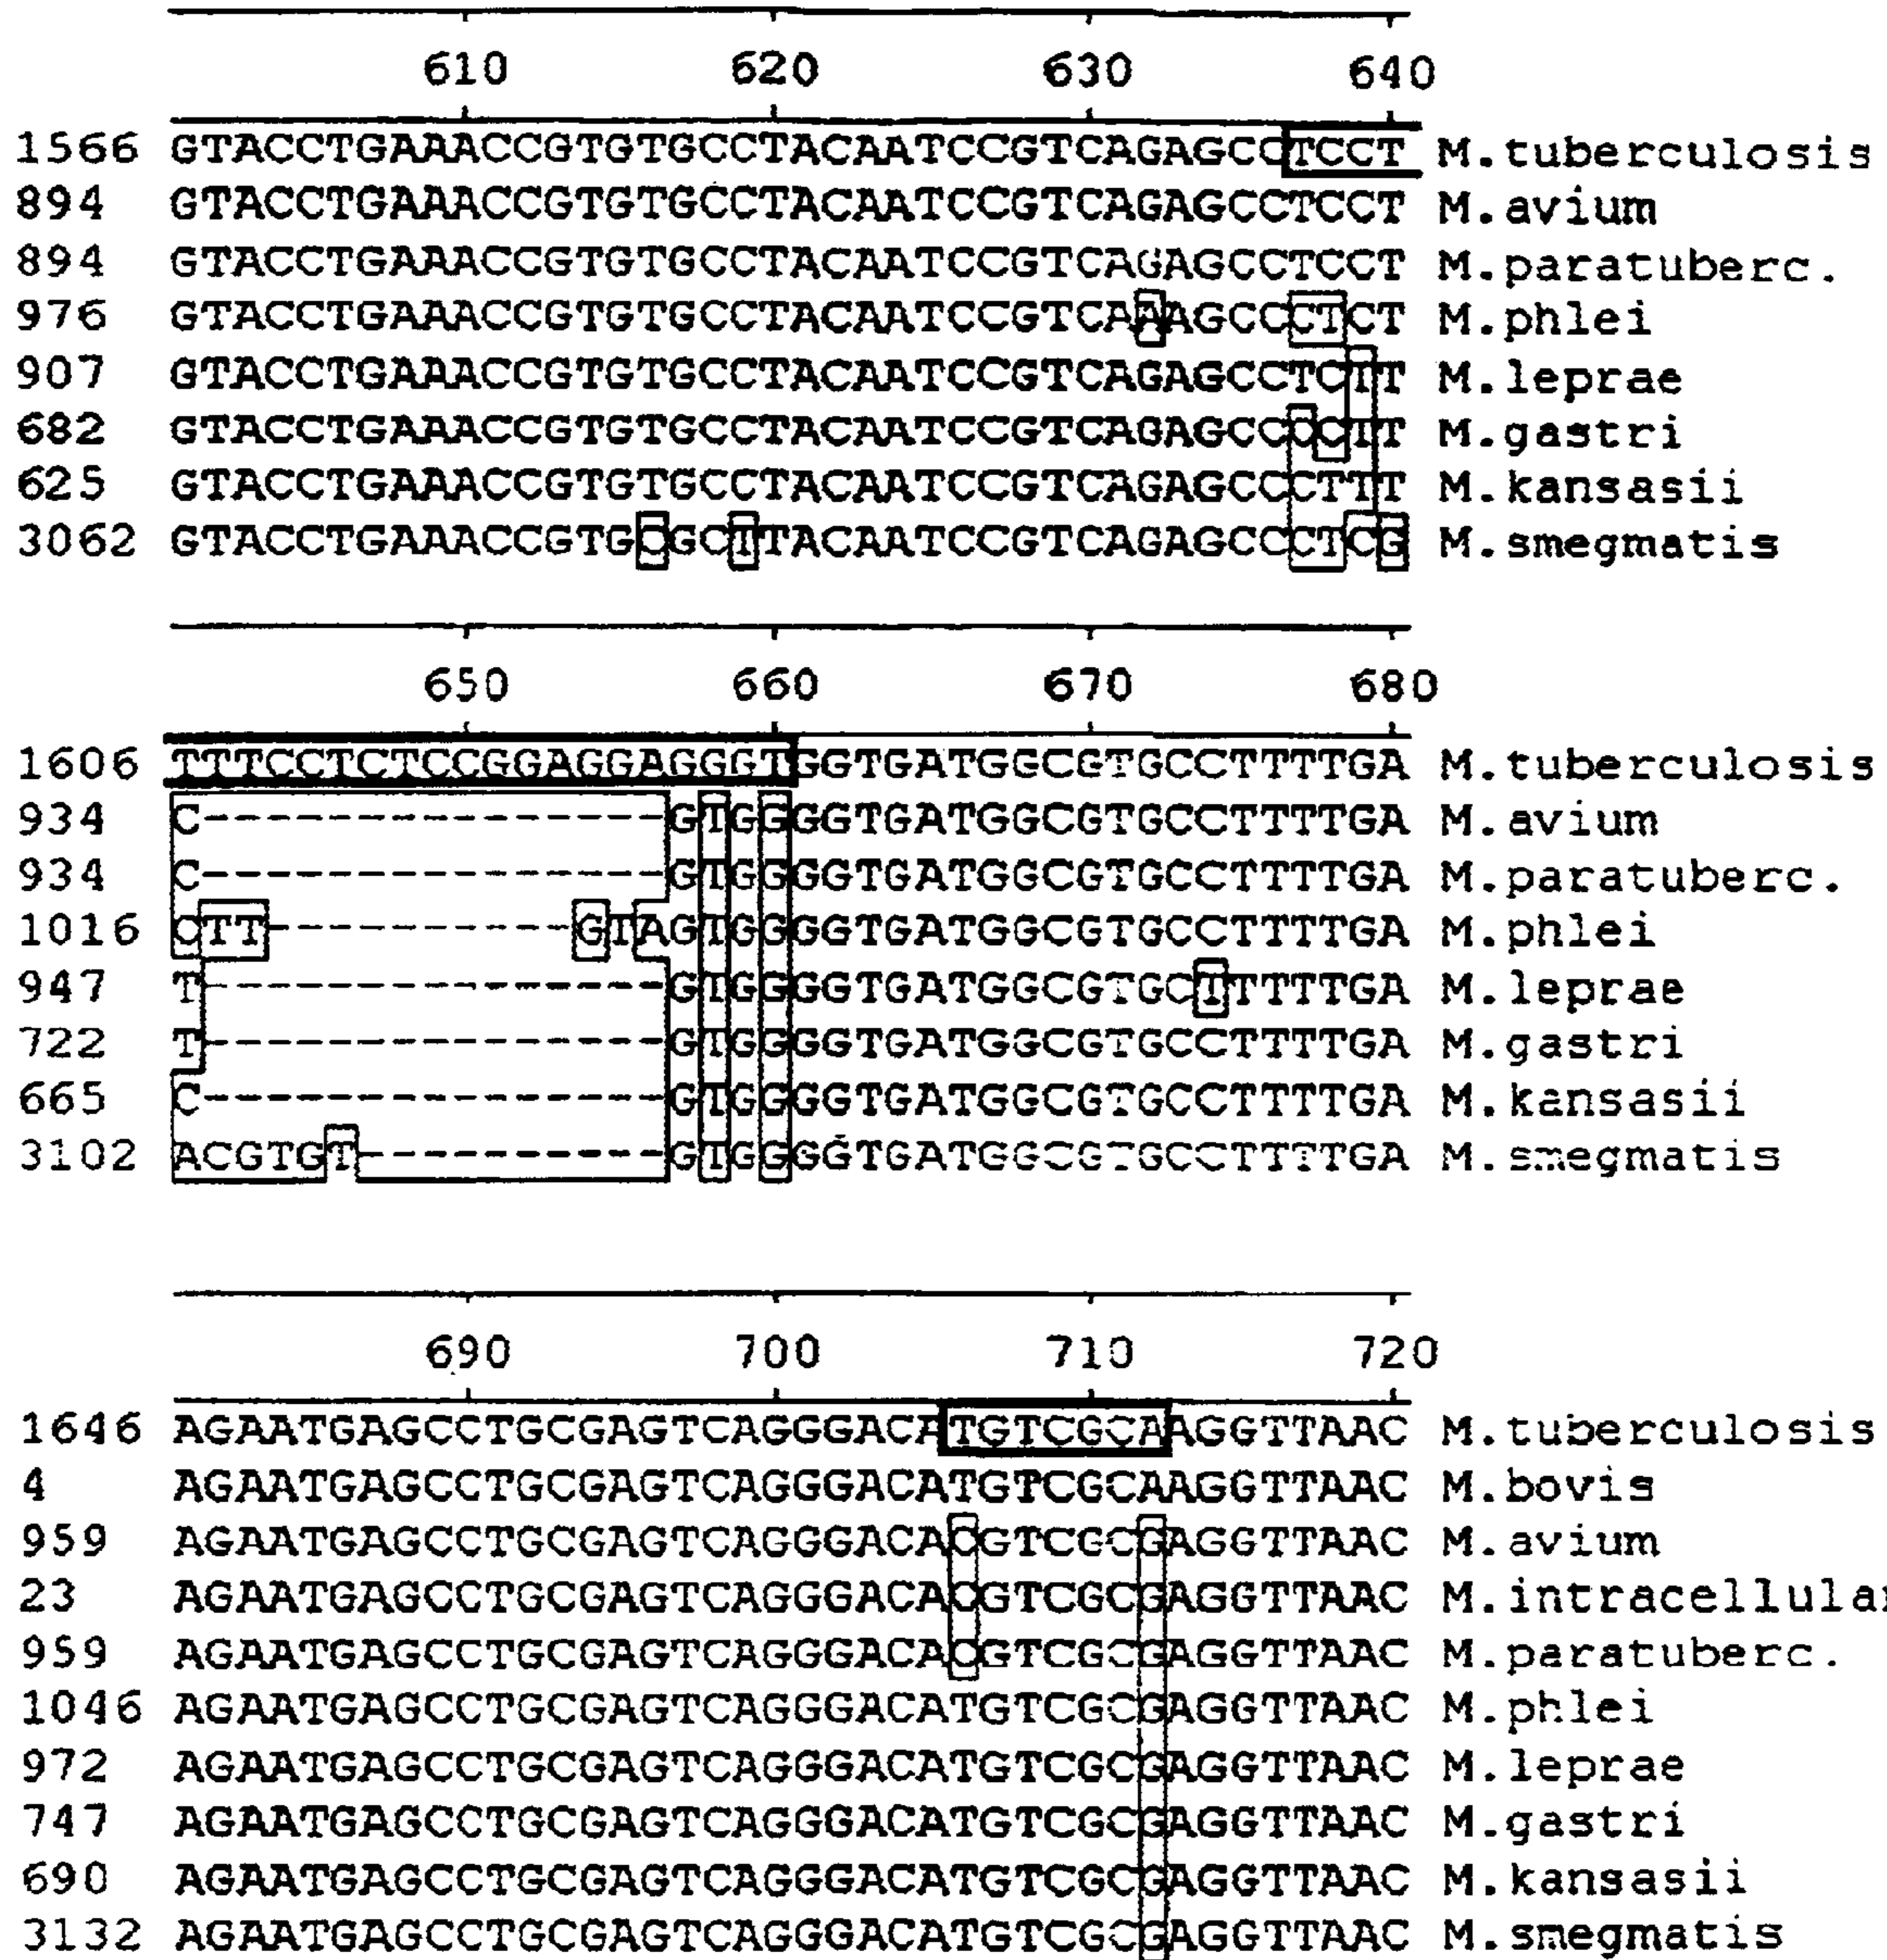 610 620 630 640
1566 GTACCTGAAACCGTGTGCCTACAATCCGTCAGAGCCTCCT M.tuberculosis
894 GTACCTGAAACCGTGTGCCTACAATCCGTCAGAGCCTCCT M.avium
894 GTACCTGAAACCGTGTGCCTACAATCCGTCAGAGCCTCCT M.paratuberc.
976 GTACCTGAAACCGTGTGCCTACAATCCGTCAAAGCCCTCT M.phlei
907 GTACCTGAAACCGTGTGCCTACAATCCGTCAGAGCCTCTT M.leprae
682 GTACCTGAAACCGTGTGCCTACAATCCGTCAGAGCCCCTT M.gastri
625 GTACCTGAAACCGTGTGCCTACAATCCGTCAGAGCCCTTT M.kansasii
3062 GTACCTGAAACCGTGCGCTTACAATCCGTCAGAGCCCTCG M.smegmatis
650 660 670 680
1606 TTTCCTCTCCGGAGGAGGGTGGTGATGGCGTGCCTTTTGA M.tuberculosis
934 C---------------GTGGGGTGATGGCGTGCCTTTTGA M.avium
934 C---------------GTGGGGTGATGGCGTGCCTTTTGA M.paratuberc.
1016 CTT----------GTAGTGGGGTGATGGCGTGCCTTTTGA M.phlei
947 T---------------GTGGGGTGATGGCGTGCTTTTTGA M.leprae
722 T---------------GTGGGGTGATGGCGTGCCTTTTGA M.gastri
665 C---------------GTGGGGTGATGGCGTGCCTTTTGA M.kansasii
3102 ACGTGT----------GTGGGGTGATGGCGTGCCTTTTGA M.smegmatis
690 700 710 720
1646 AGAATGAGCCTGCGAGTCAGGGACATGTCGCAAGGTTAAC M.tuberculosis
4 AGAATGAGCCTGCGAGTCAGGGACATGTCGCAAGGTTAAC M.bovis
959 AGAATGAGCCTGCGAGTCAGGGACACGTCGCGAGGTTAAC M.avium
23 AGAATGAGCCTGCGAGTCAGGGACACGTCGCGAGGTTAAC M.intracellular
959 AGAATGAGCCTGCGAGTCAGGGACACGTCGCGAGGTTAAC M.paratuberc.
1046 AGAATGAGCCTGCGAGTCAGGGACATGTCGCGAGGTTAAC M.phlei
972 AGAATGAGCCTGCGAGTCAGGGACATGTCGCGAGGTTAAC M.leprae
747 AGAATGAGCCTGCGAGTCAGGGACATGTCGCGAGGTTAAC M.gastri
690 AGAATGAGCCTGCGAGTCAGGGACATGTCGCGAGGTTAAC M.kansasii
3132 AGAATGAGCCTGCGAGTCAGGGACATGTCGCGAGGTTAAC M.smegmatis